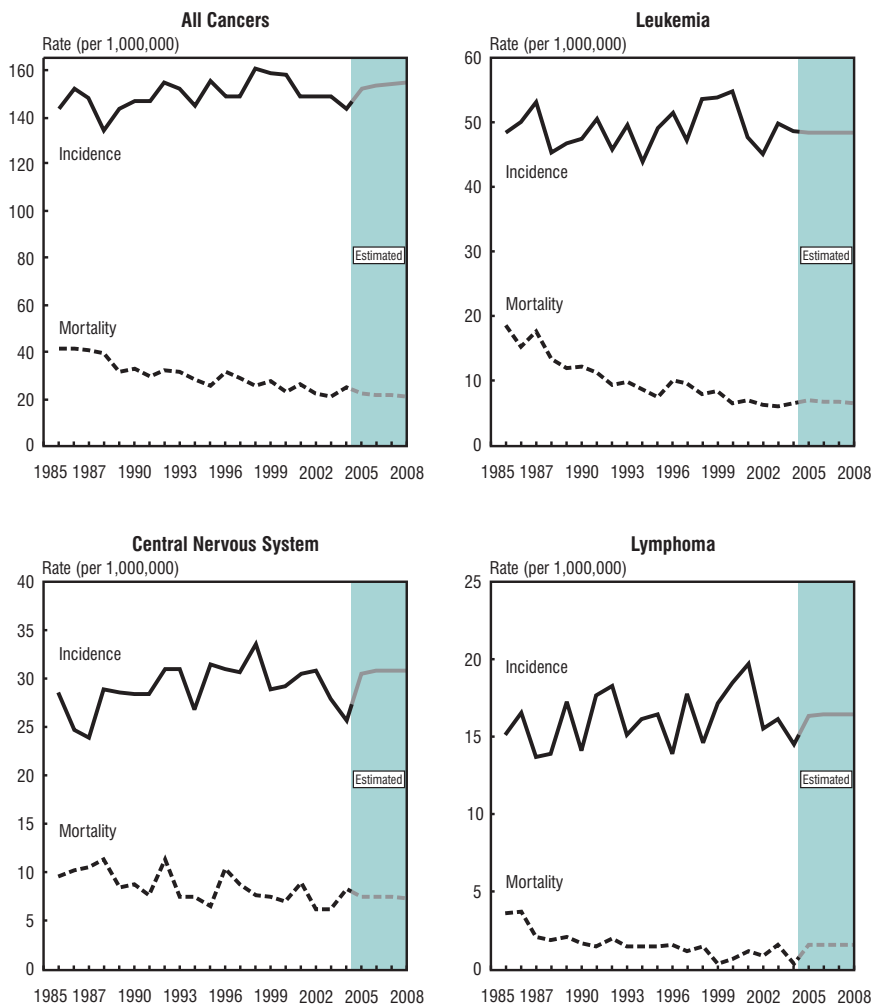 All Cancers
Rate (per 1,000,000)
160
140
120
100
80
60
40
20
0
Incidence
Mortality
Estimated
1985 1987 1990 1993 1996 1999 2002 2005 2008
Leukemia
Rate (per 1,000,000)
60
50
40
30
20
10
0
Incidence
Mortality
Estimated
1985 1987 1990 1993 1996 1999 2002 2005 2008
Central Nervous System
Rate (per 1,000,000)
40
35
30
25
20
15
10
5
0
Incidence
Mortality
Estimated
1985 1987 1990 1993 1996 1999 2002 2005 2008
Lymphoma
Rate (per 1,000,000)
25
20
15
10
5
0
Incidence
Mortality
Estimated
1985 1987 1990 1993 1996 1999 2002 2005 2008